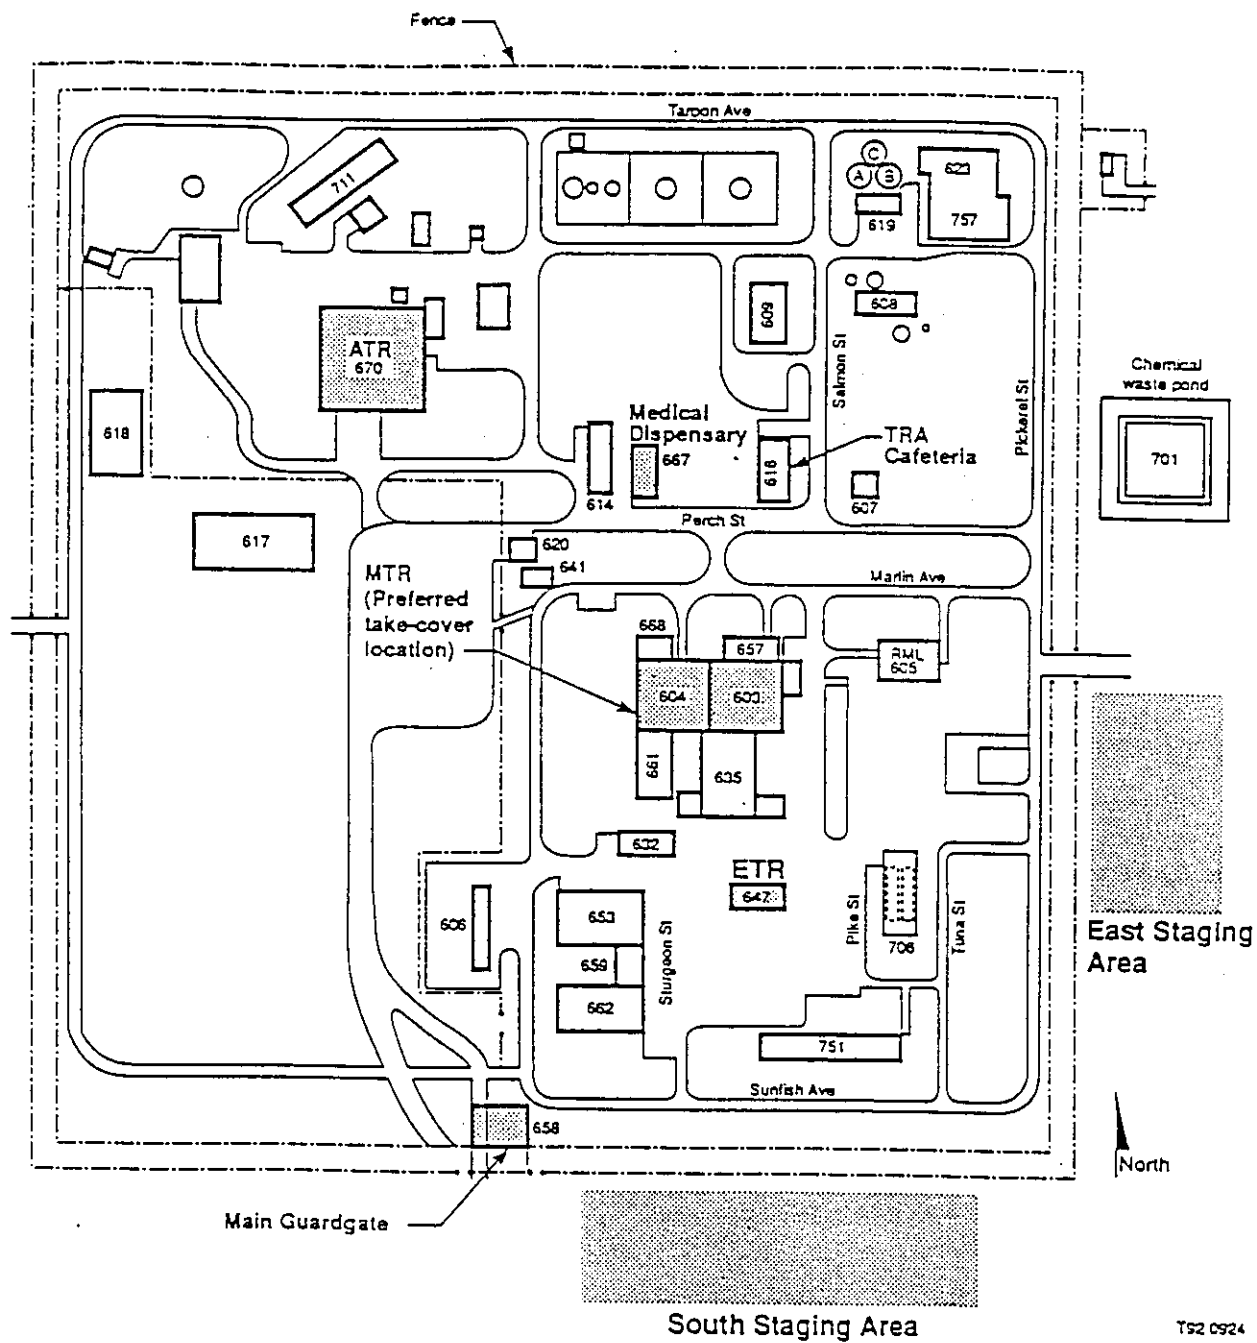 Fence
Tarpon Ave
711
C
A
B
619
623
757
609
608
Salmon St
Pickerel St
ATR
670
618
Chemical
waste pond
701
Medical
Dispensary
667
614
616
TRA
Cafeteria
607
Perch St
617
620
641
Marlin Ave
MTR
(Preferred
take-cover
location)
668
657
RML
605
604
603
661
635
632
ETR
647
606
653
659
662
Sturgeon St
Pike St
706
Tuna St
East Staging
Area
751
Sunfish Ave
658
Main Guardgate
North
South Staging Area
TS2 0924